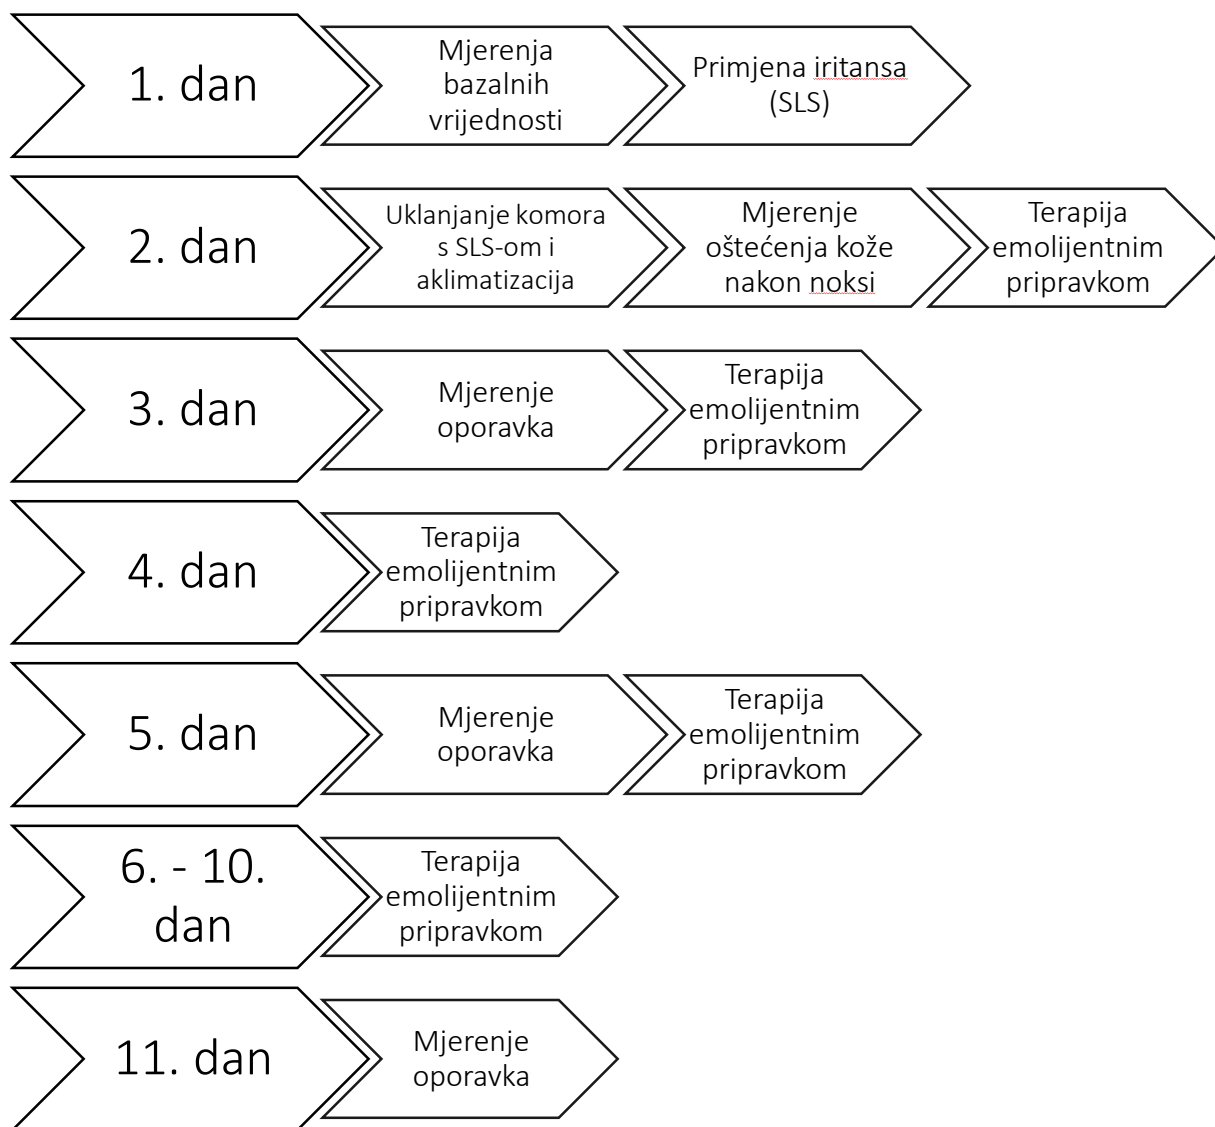 1. dan
Mjerenja
bazalnih
vrijednosti
Primjena iritansa
(SLS)
2. dan
Uklanjanje komora
s SLS-om i
aklimatizacija
Mjerenje
oštećenja kože
nakon noksi
Terapija
emolijentnim
pripravkom
3. dan
Mjerenje
oporavka
Terapija
emolijentnim
pripravkom
4. dan
Terapija
emolijentnim
pripravkom
5. dan
Mjerenje
oporavka
Terapija
emolijentnim
pripravkom
6. - 10.
dan
Terapija
emolijentnim
pripravkom
11. dan
Mjerenje
oporavka